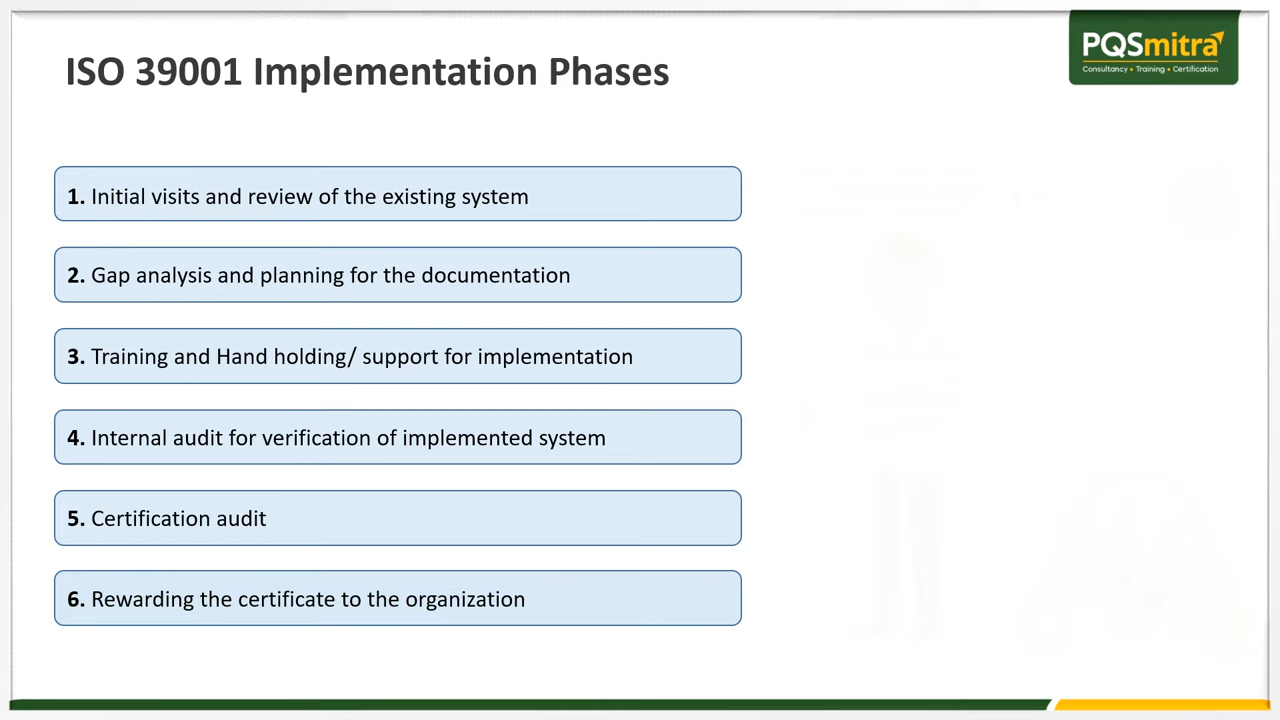 ISO 39001 Implementation Phases
PQSmitra
Consultancy • Training • Certification
1. Initial visits and review of the existing system
2. Gap analysis and planning for the documentation
3. Training and Hand holding/ support for implementation
4. Internal audit for verification of implemented system
5. Certification audit
6. Rewarding the certificate to the organization